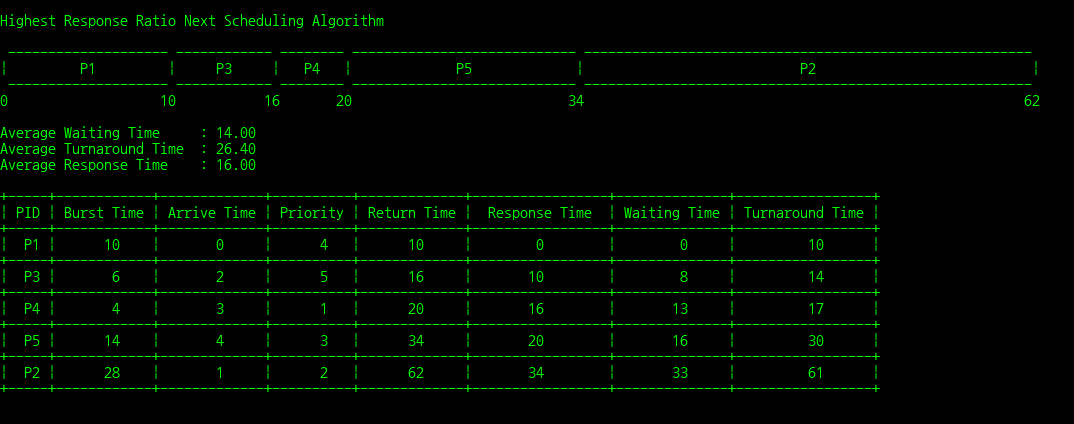 Highest Response Ratio Next Scheduling Algorithm
| P1 | P3 | P4 | P5 | P2 |
0 10 16 20 34 62
Average Waiting Time : 14.00
Average Turnaround Time : 26.40
Average Response Time : 16.00
| PID | Burst Time | Arrive Time | Priority | Return Time | Response Time | Waiting Time | Turnaround Time |
| P1 | 10 | 0 | 4 | 10 | 0 | 0 | 10 |
| P3 | 6 | 2 | 5 | 16 | 10 | 8 | 14 |
| P4 | 4 | 3 | 1 | 20 | 16 | 13 | 17 |
| P5 | 14 | 4 | 3 | 34 | 20 | 16 | 30 |
| P2 | 28 | 1 | 2 | 62 | 34 | 33 | 61 |